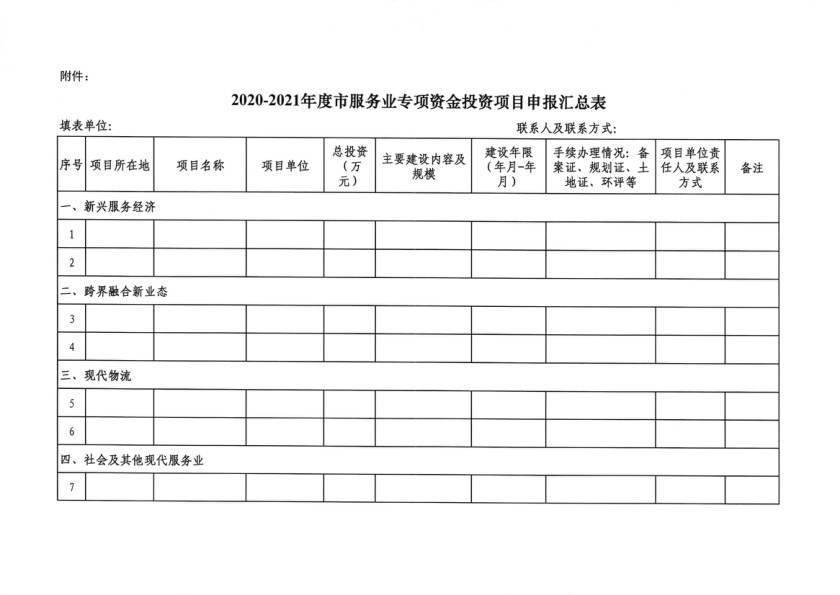 附件：
2020-2021年度市服务业专项资金投资项目申报汇总表
填表单位： 联系人及联系方式：
序号 项目所在地 项目名称 项目单位 总投资（万元） 主要建设内容及规模 建设年限（年月-年月） 手续办理情况：备案证、规划证、土地证、环评等 项目单位责任人及联系方式 备注
一、新兴服务经济
1
2
二、跨界融合新业态
3
4
三、现代物流
5
6
四、社会及其他现代服务业
7